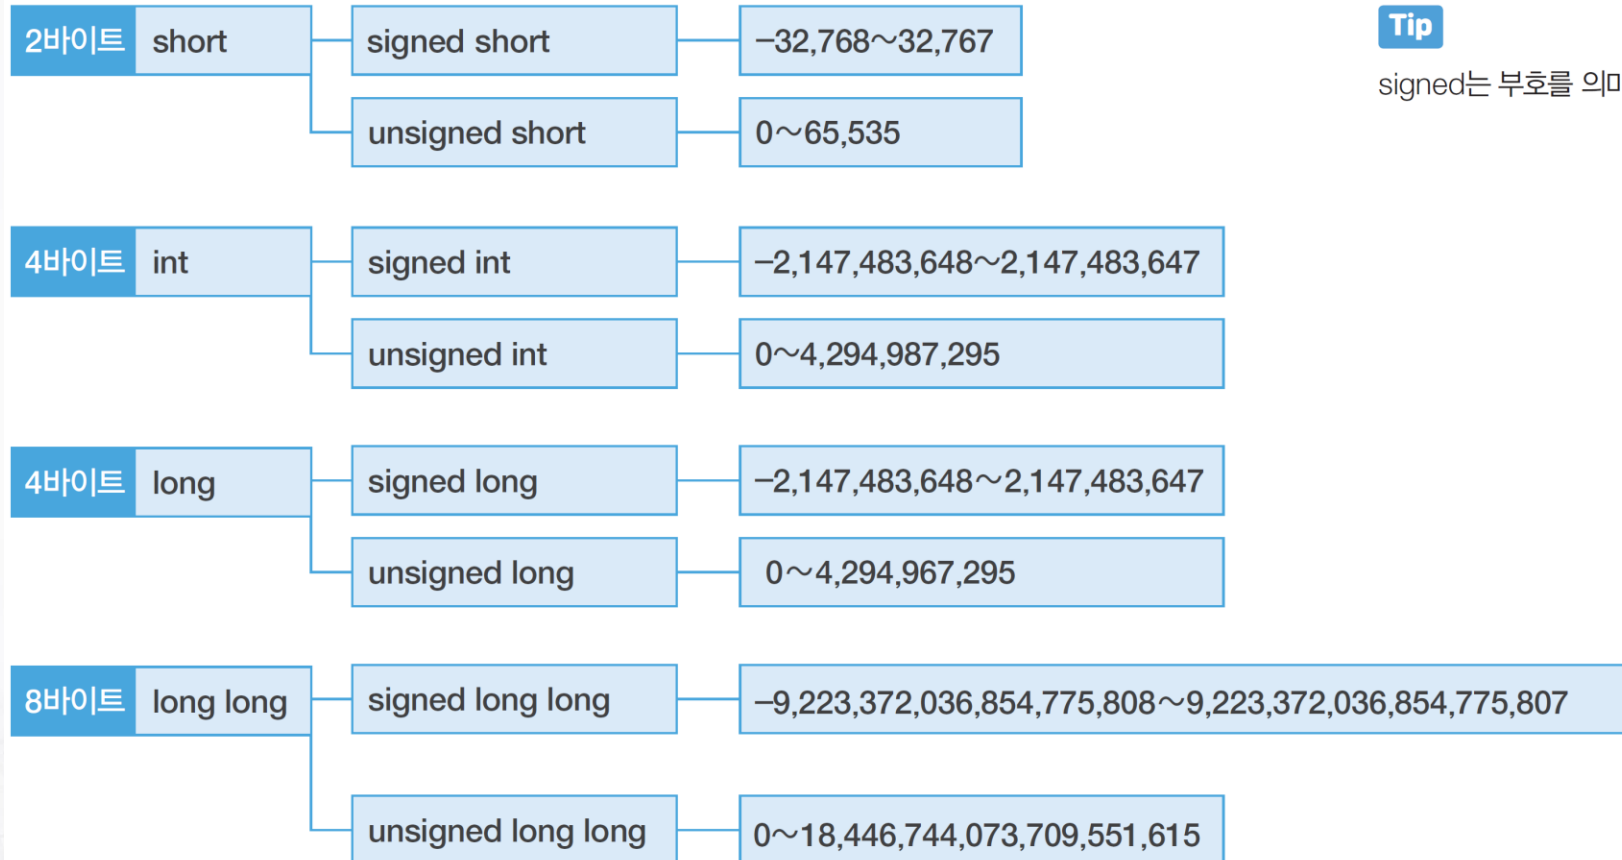 2바이트 short signed short −32,768～32,767
Tip
signed는 부호를
unsigned short 0～65,535
4바이트 int signed int −2,147,483,648～2,147,483,647
unsigned int 0～4,294,987,295
4바이트 long signed long −2,147,483,648～2,147,483,647
unsigned long 0～4,294,967,295
8바이트 long long signed long long −9,223,372,036,854,775,808～9,223,372,036,854,775,807
unsigned long long 0～18,446,744,073,709,551,615